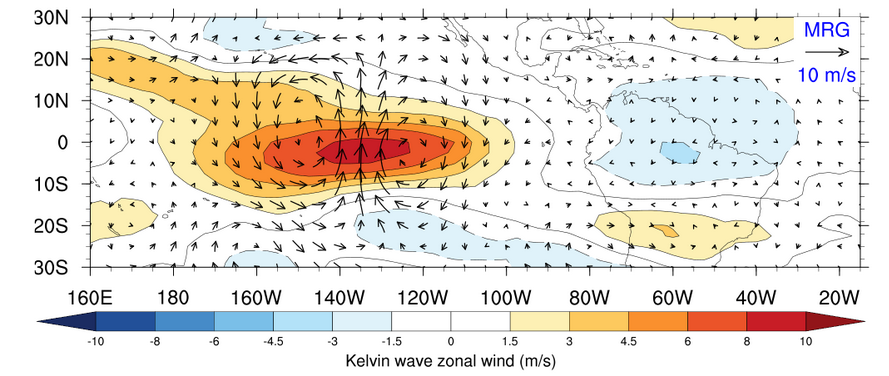 30N
20N
10N
0
10S
20S
30S
MRG
10 m/s
160E 180 160W 140W 120W 100W 80W 60W 40W 20W
-10 -8 -6 -4.5 -3 -1.5 0 1.5 3 4.5 6 8 10
Kelvin wave zonal wind (m/s)